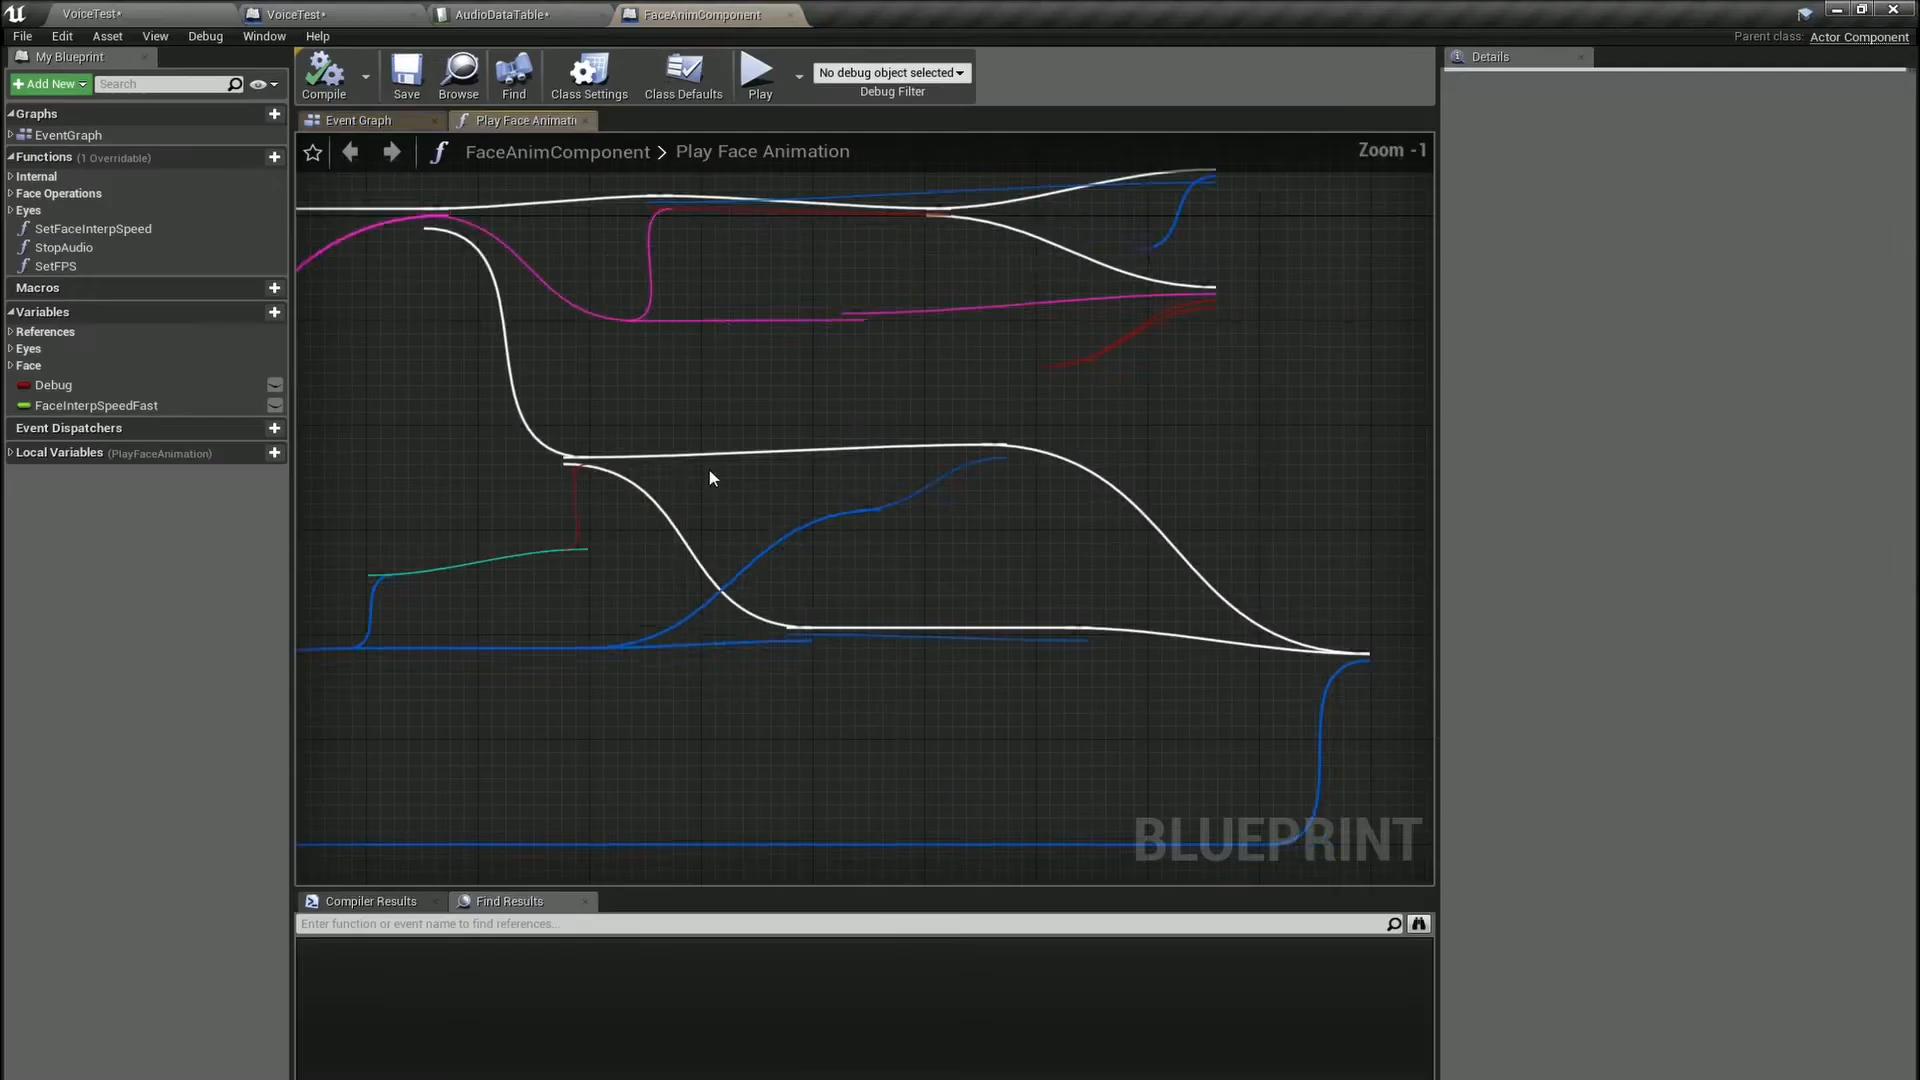 VoiceTest*
VoiceTest*
AudioDataTable*
FaceAnimComponent
File Edit Asset View Debug Window Help
Parent class: Actor Component
My Blueprint
Add New
Search
Graphs
EventGraph
Functions (1 Overridable)
Internal
Face Operations
Eyes
SetFaceInterpSpeed
StopAudio
SetFPS
Macros
Variables
References
Eyes
Face
Debug
FaceInterpSpeedFast
Event Dispatchers
Local Variables (PlayFaceAnimation)
Compile
Save
Browse
Find
Class Settings
Class Defaults
Play
No debug object selected
Debug Filter
Event Graph
Play Face Animati
FaceAnimComponent > Play Face Animation
Zoom -1
BLUEPRINT
Compiler Results
Find Results
Enter function or event name to find references...
Details